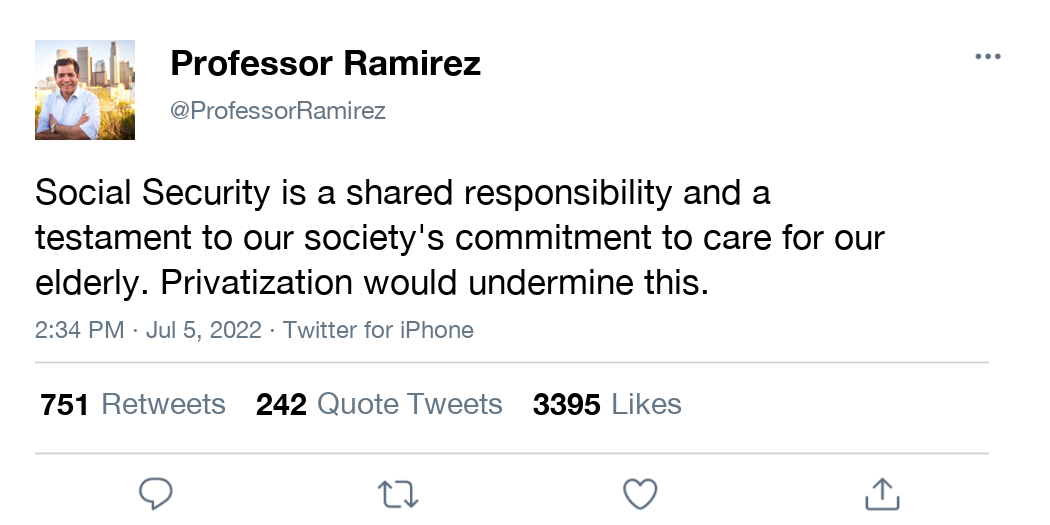 Professor Ramirez
@ProfessorRamirez
Social Security is a shared responsibility and a
testament to our society's commitment to care for our
elderly. Privatization would undermine this.
2:34 PM · Jul 5, 2022 · Twitter for iPhone
751 Retweets 242 Quote Tweets 3395 Likes